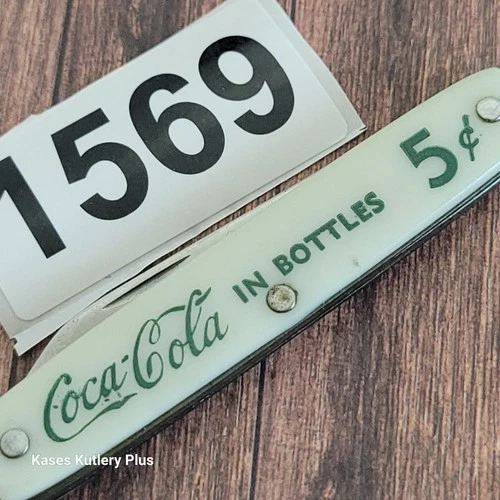 1569
Coca-Cola IN BOTTLES 5¢
Kases Kutlery Plus